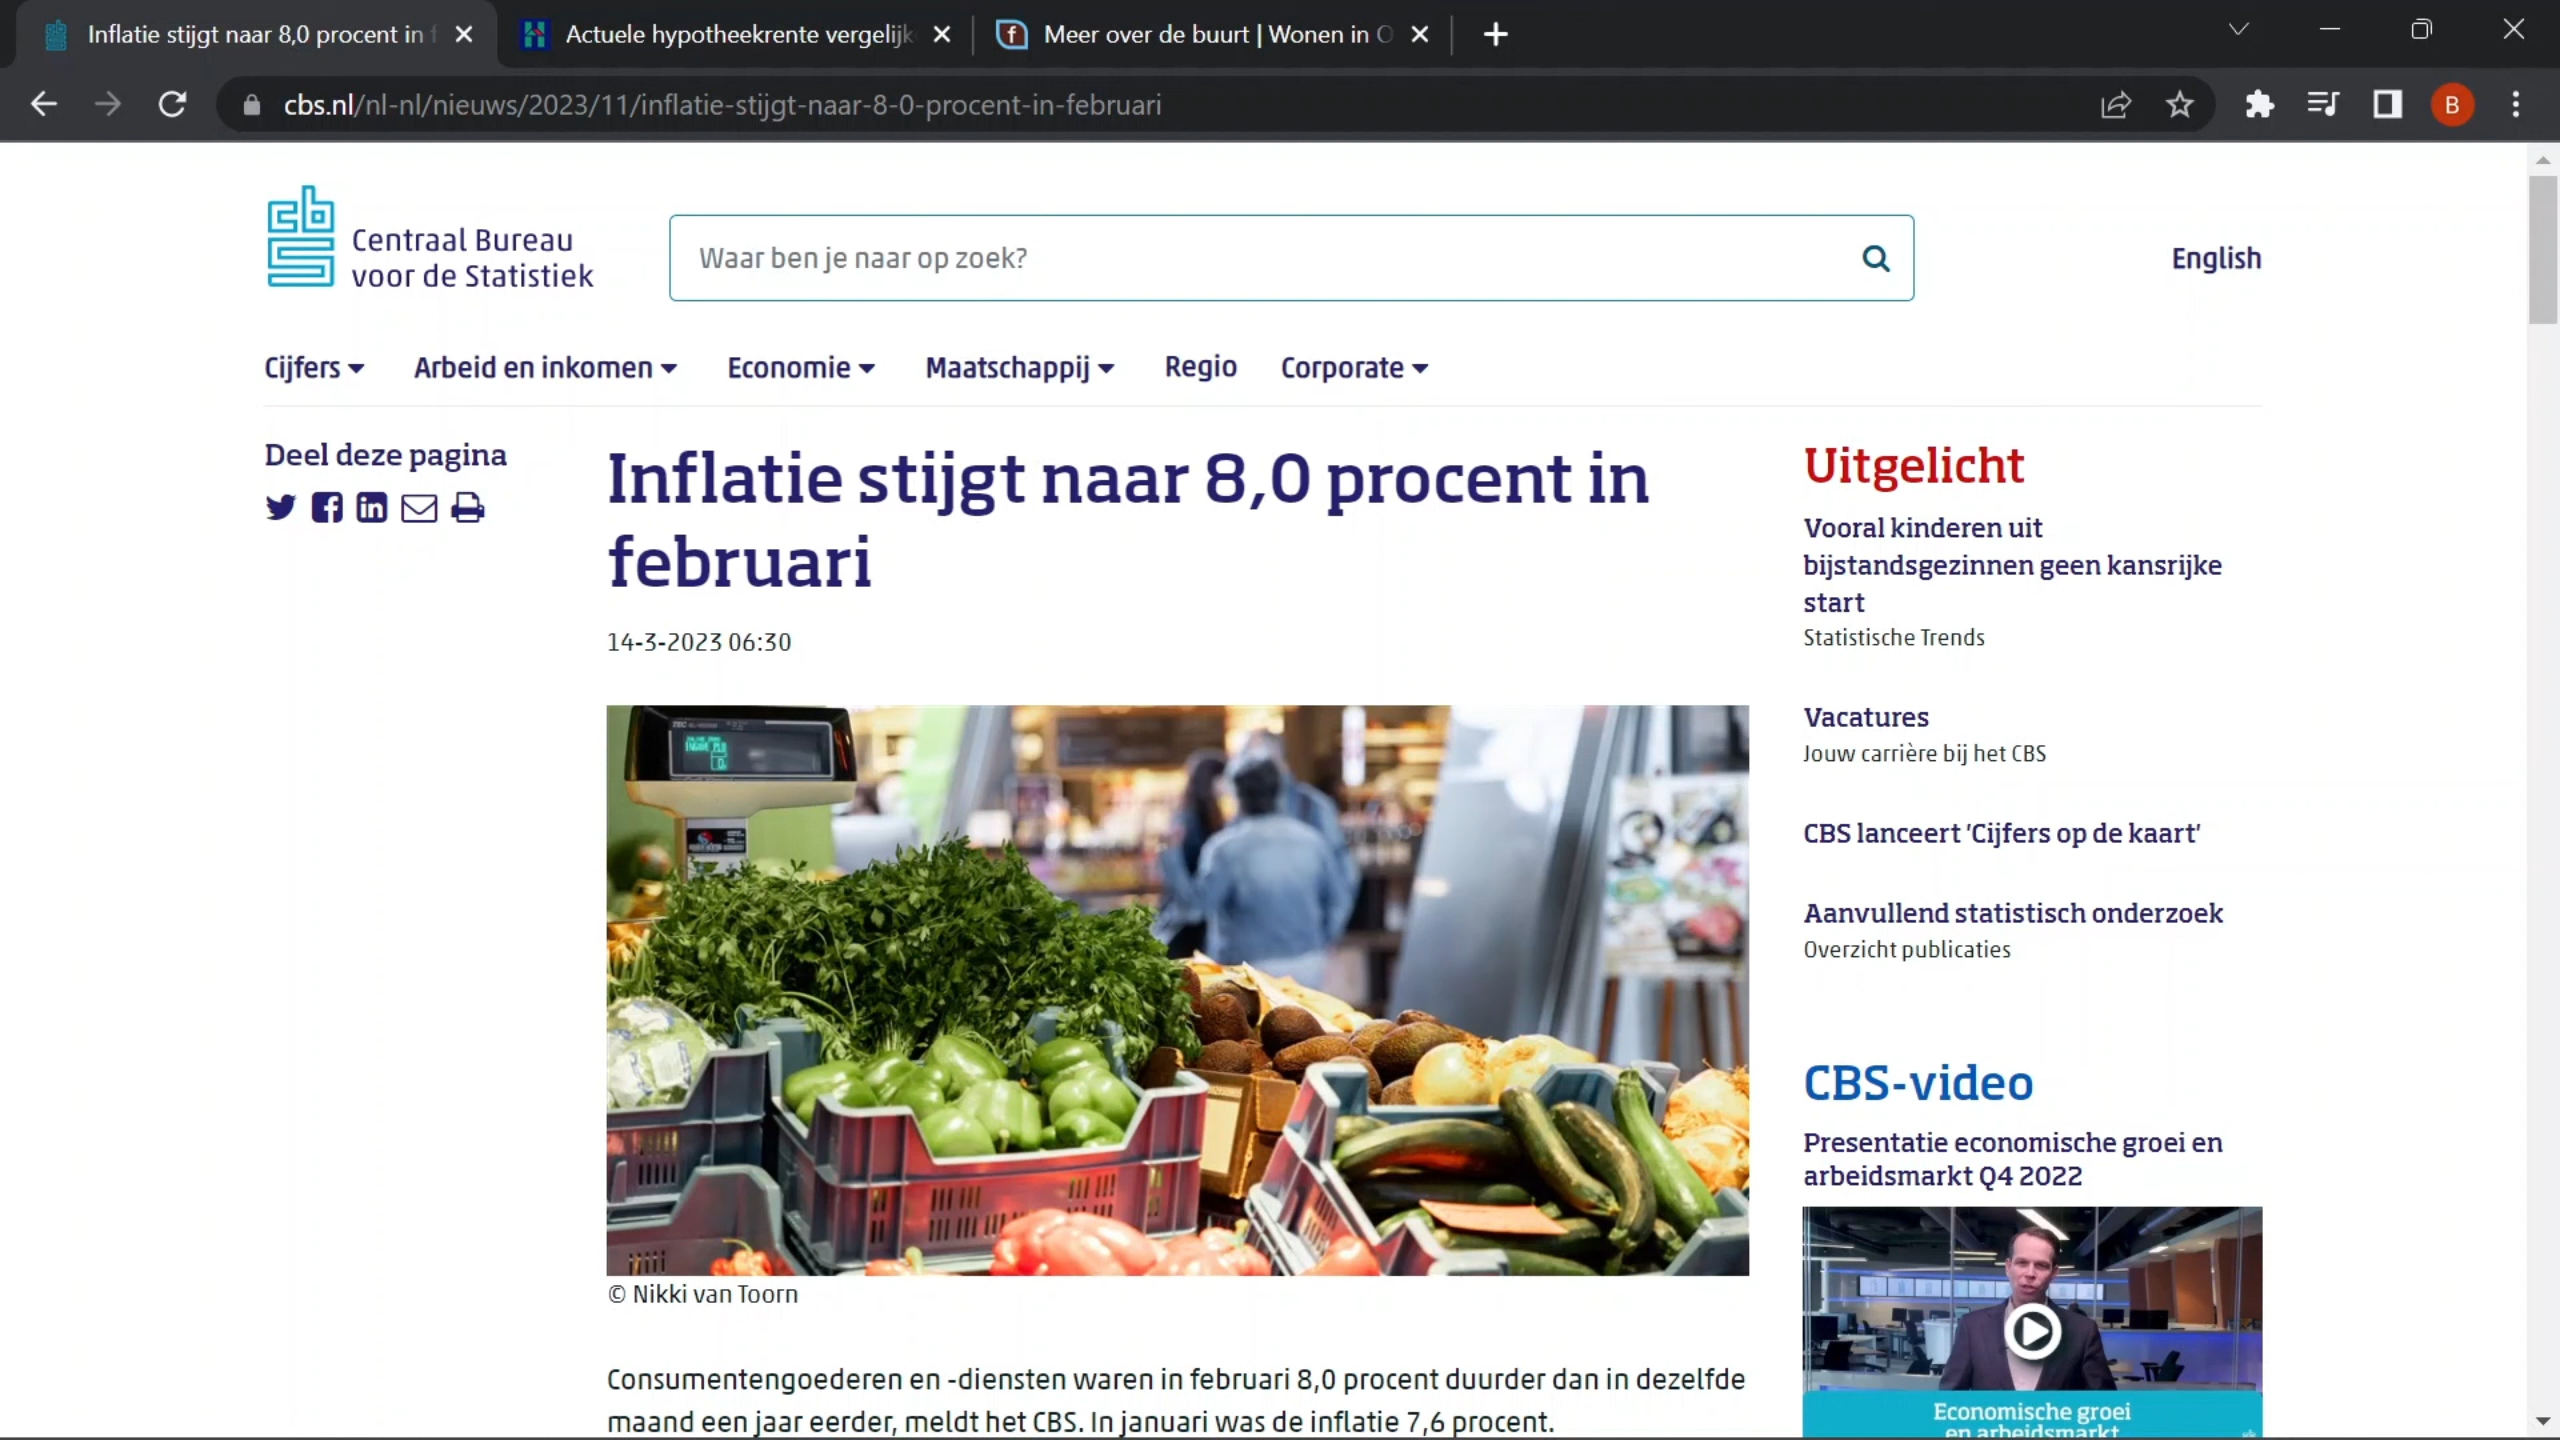 Inflatie stijgt naar 8,0 procent in
Actuele hypotheekrente vergelijk
Meer over de buurt | Wonen in O
cbs.nl/nl-nl/nieuws/2023/11/inflatie-stijgt-naar-8-0-procent-in-februari
B
cbs
Centraal Bureau
voor de Statistiek
Waar ben je naar op zoek?
English
Cijfers
Arbeid en inkomen
Economie
Maatschappij
Regio
Corporate
Deel deze pagina
Inflatie stijgt naar 8,0 procent in
februari
14-3-2023 06:30
© Nikki van Toorn
Consumentengoederen en -diensten waren in februari 8,0 procent duurder dan in dezelfde
maand een jaar eerder, meldt het CBS. In januari was de inflatie 7,6 procent.
Uitgelicht
Vooral kinderen uit
bijstandsgezinnen geen kansrijke
start
Statistische Trends
Vacatures
Jouw carrière bij het CBS
CBS lanceert 'Cijfers op de kaart'
Aanvullend statistisch onderzoek
Overzicht publicaties
CBS-video
Presentatie economische groei en
arbeidsmarkt Q4 2022
Economische groei
en arbeidsmarkt